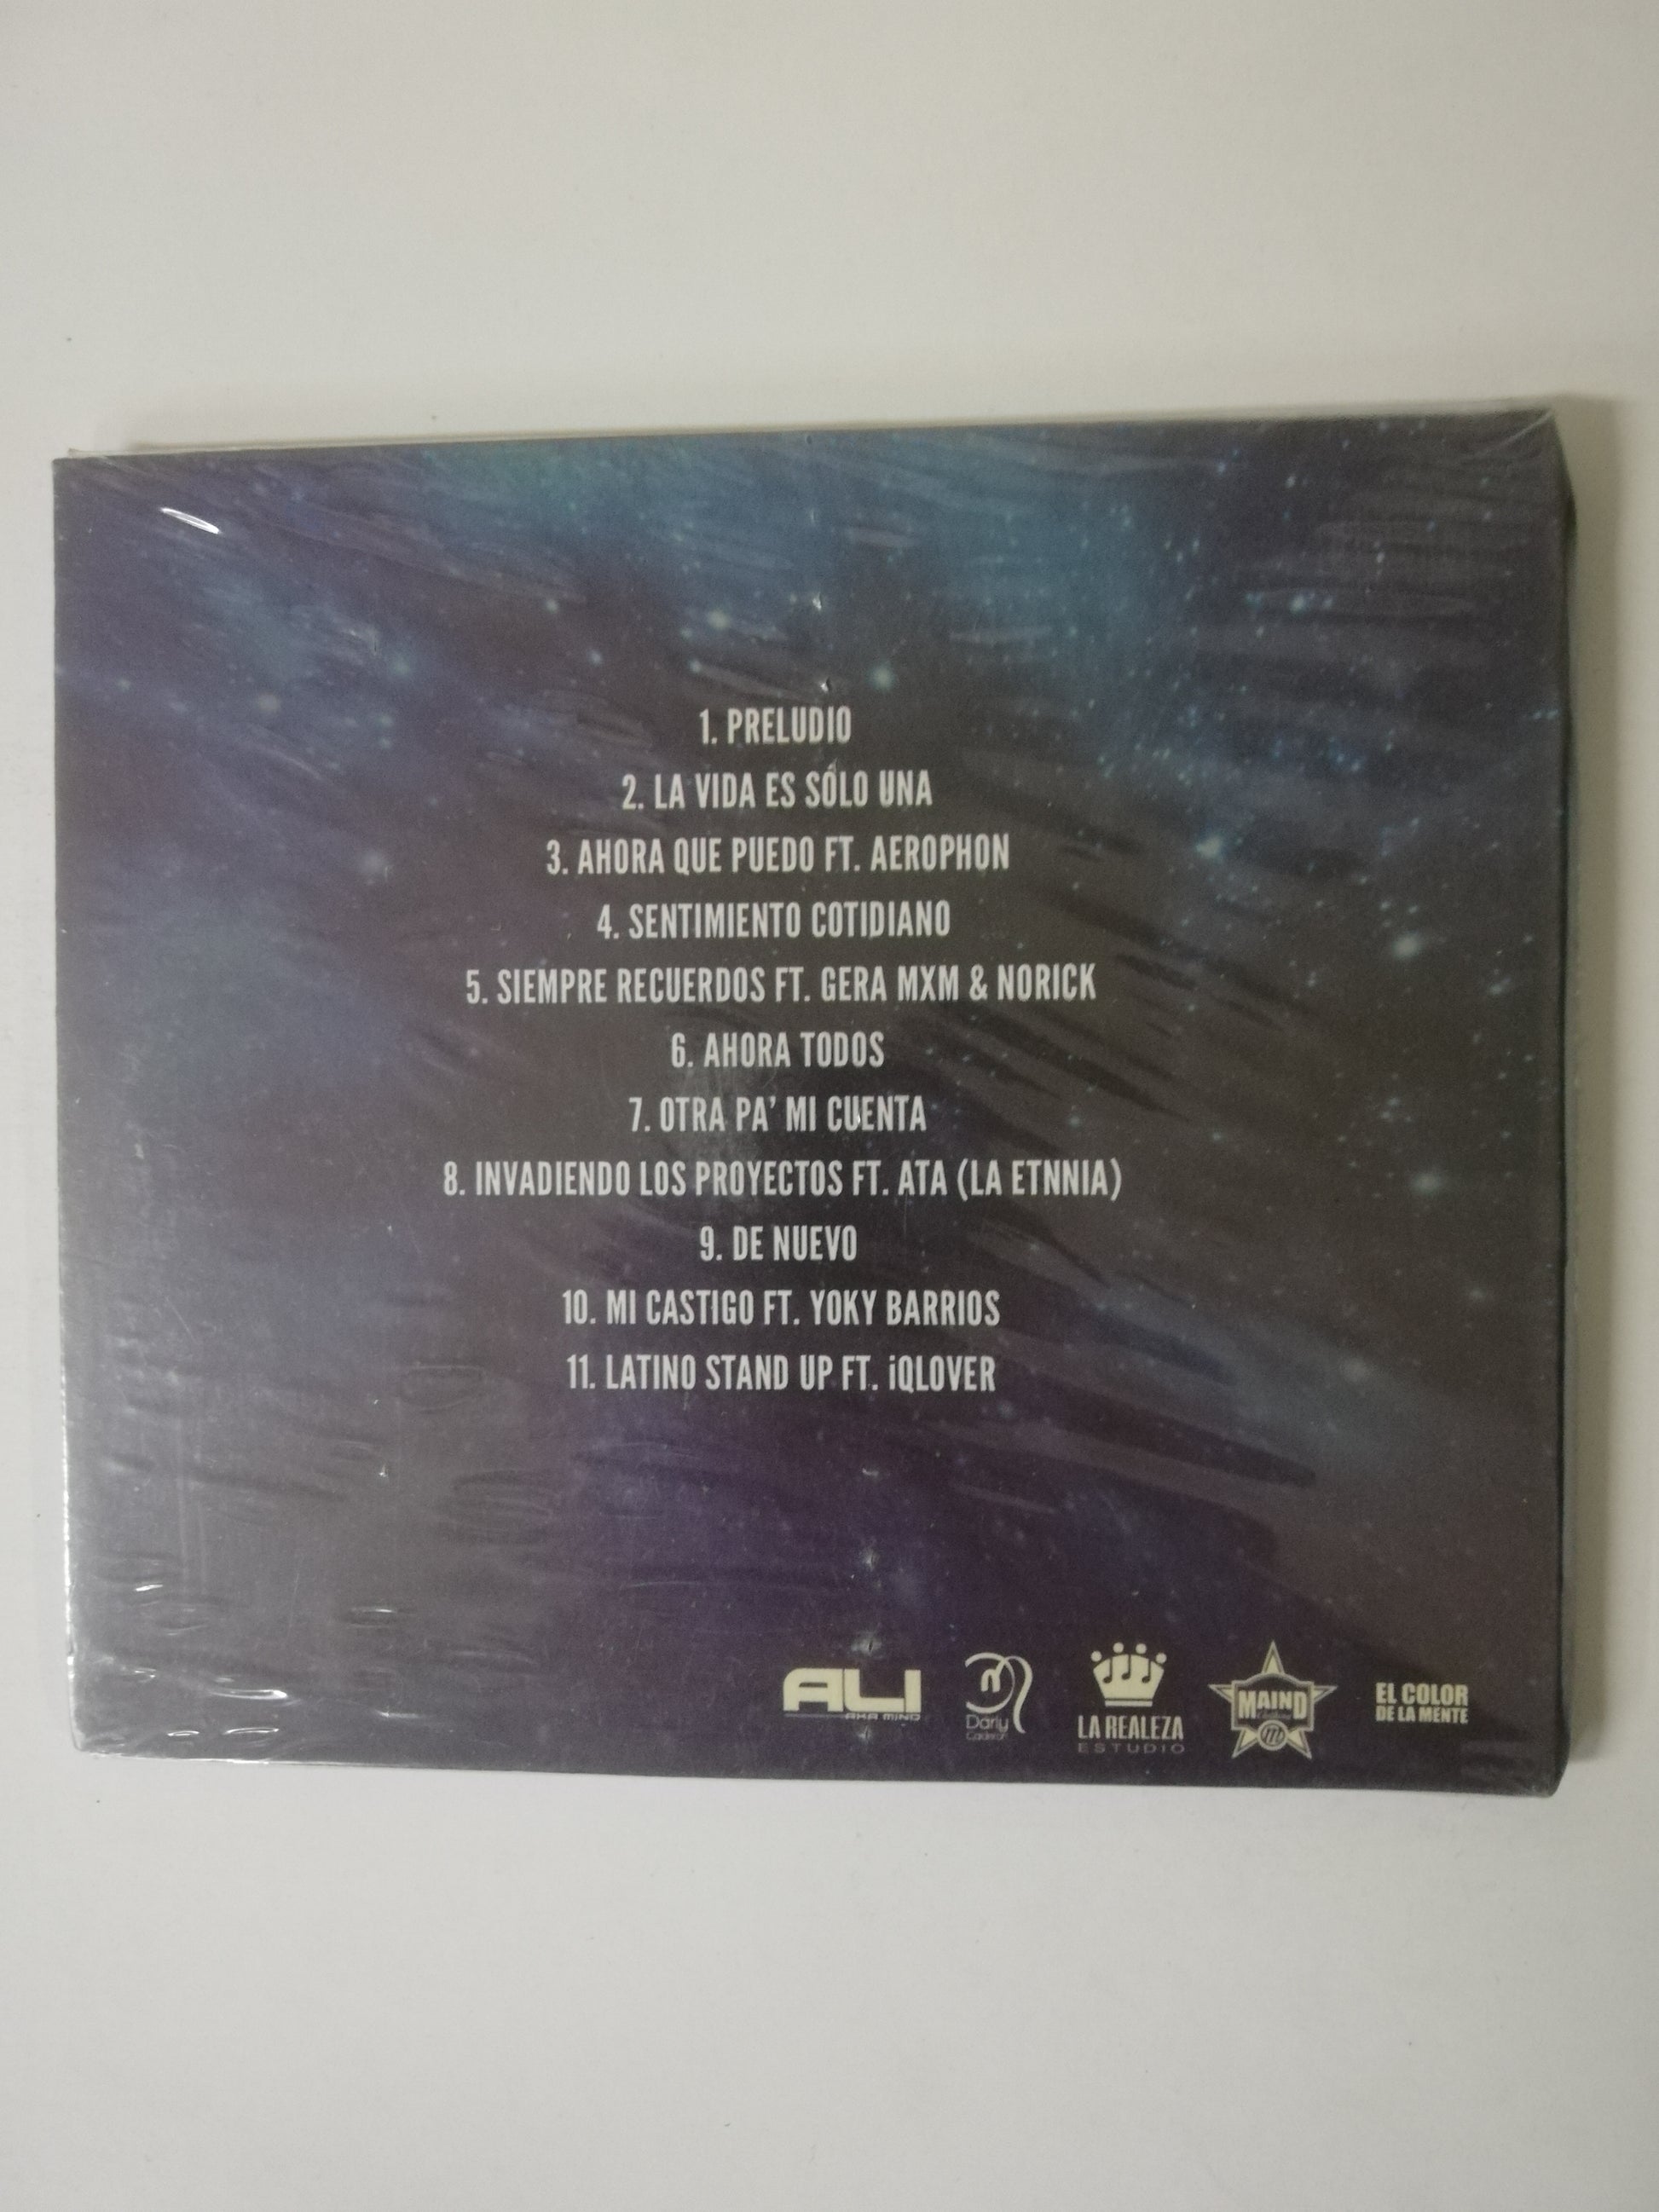 1. PRELUDIO
2. LA VIDA ES SÓLO UNA
3. AHORA QUE PUEDO FT. AEROPHON
4. SENTIMIENTO COTIDIANO
5. SIEMPRE RECUERDOS FT. GERA MXM & NORICK
6. AHORA TODOS
7. OTRA PA' MI CUENTA
8. INVADIENDO LOS PROYECTOS FT. ATA (LA ETNNIA)
9. DE NUEVO
10. MI CASTIGO FT. YOKY BARRIOS
11. LATINO STAND UP FT. iQLOVER
ALI
AKA MIND
Darly
LA REALEZA
ESTUDIO
MAIND
EL COLOR
DE LA MENTE